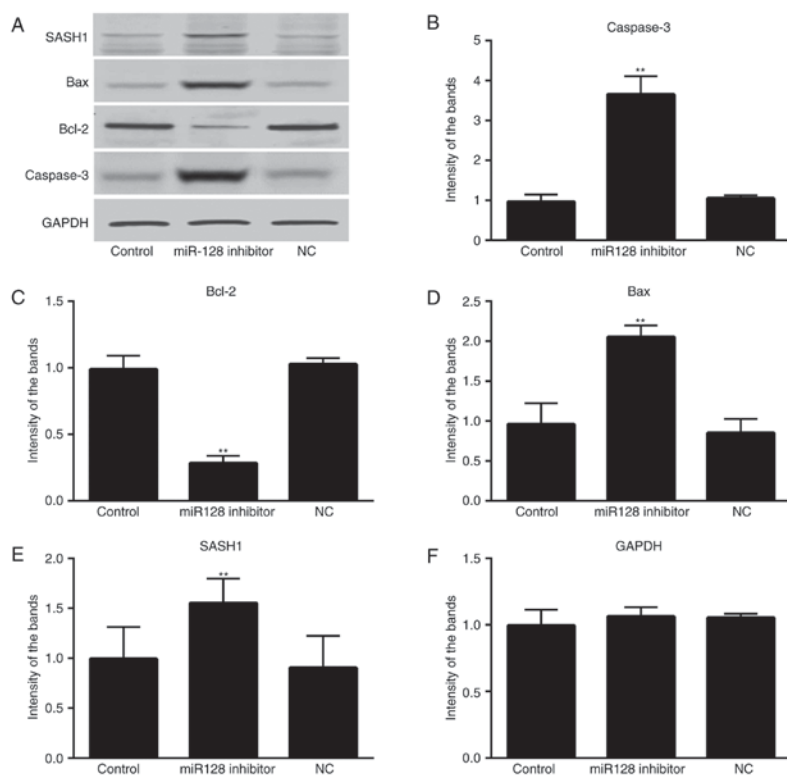 A
SASH1
Bax
Bcl-2
Caspase-3
GAPDH
Control miR-128 inhibitor NC
B
Caspase-3
Intensity of the bands
5
4
3
2
1
0
**
Control miR128 inhibitor NC
C
Bcl-2
Intensity of the bands
1.5
1.0
0.5
0.0
**
Control miR128 inhibitor NC
D
Bax
Intensity of the bands
2.5
2.0
1.5
1.0
0.5
0.0
**
Control miR128 inhibitor NC
E
SASH1
Intensity of the bands
2.0
1.5
1.0
0.5
0.0
**
Control miR128 inhibitor NC
F
GAPDH
Intensity of the bands
1.5
1.0
0.5
0.0
Control miR128 inhibitor NC